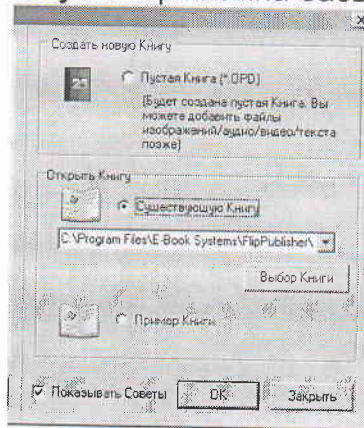 Создать новую Книгу
Пустая Книга (*.OPD)
(Будет создана пустая Книга. Вы
можете добавить файлы
изображений/аудио/видео/текста
позже)
Открыть Книгу
Существующую Книгу
C:\Program Files\E-Book Systems\FlipPublisher\
Выбор Книги
Пример Книги
Показывать Советы
OK
Закрыть